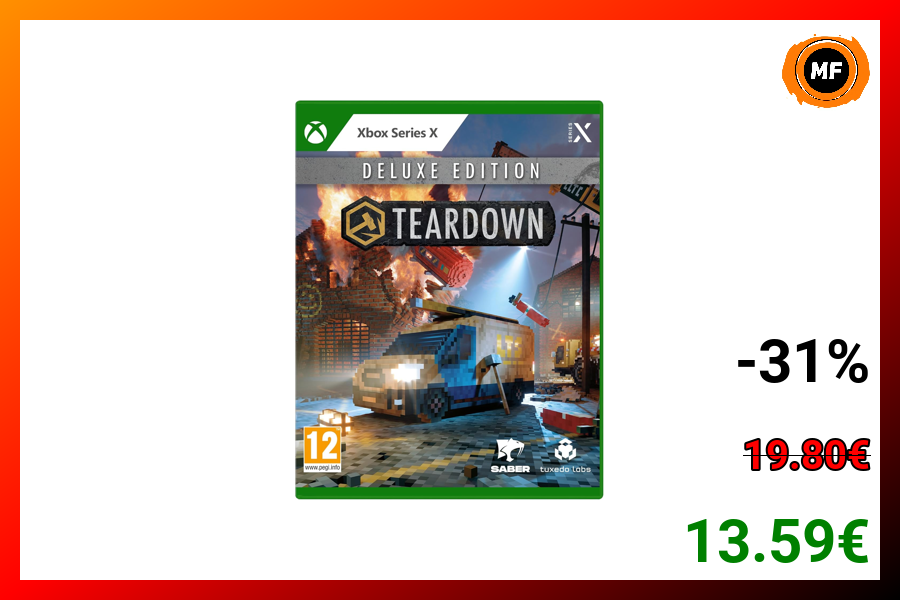 MF
Xbox Series X
SERIES X
DELUXE EDITION
TEARDOWN
-31%
19.80€
13.59€
12
www.pegi.info
SABER
tuxedo labs